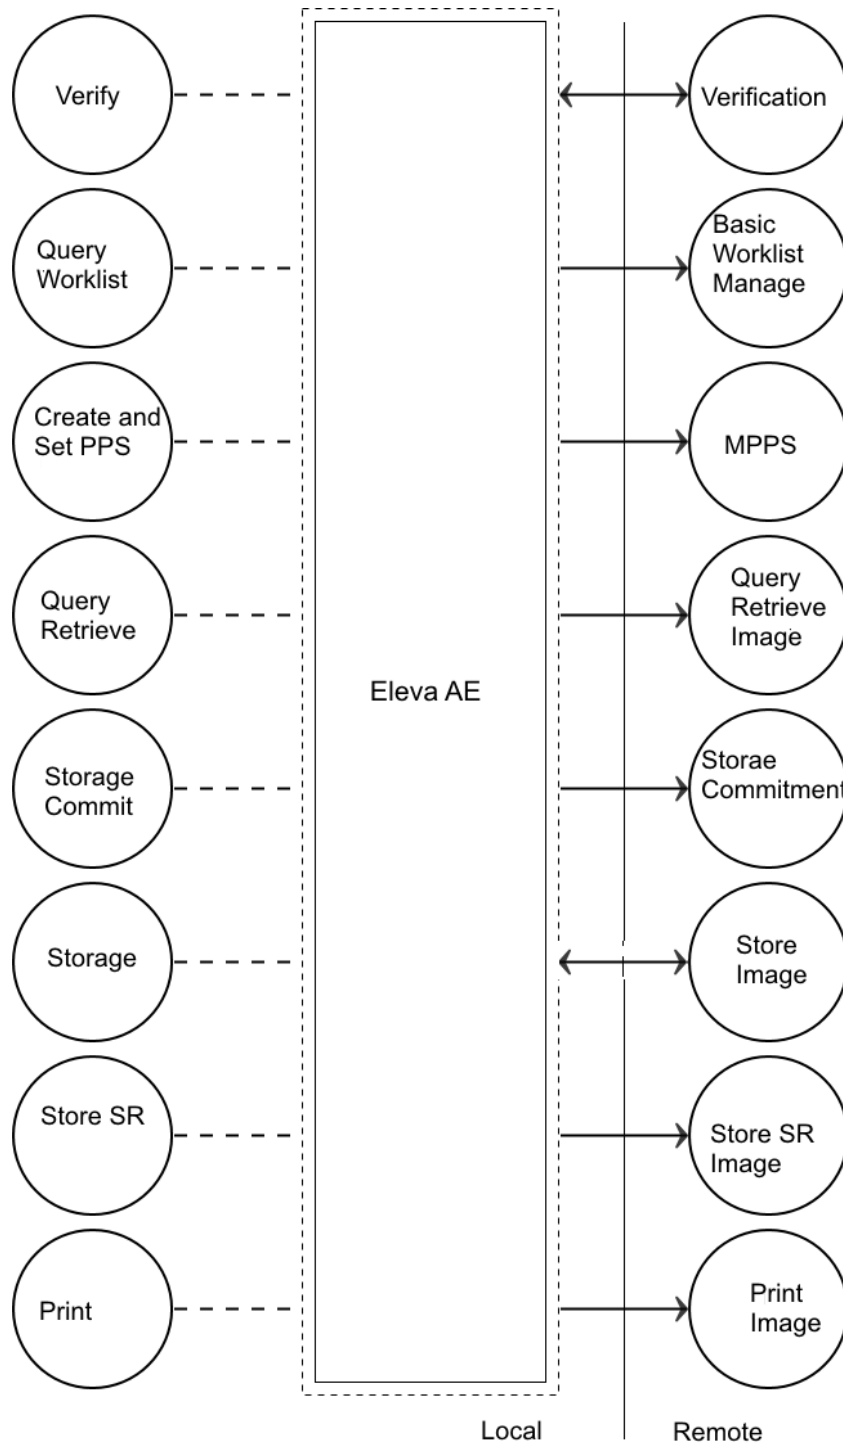 Verify
Verification
Query
Worklist
Basic
Worklist
Manage
Create and
Set PPS
MPPS
Query
Retrieve
Query
Retrieve
Image
Eleva AE
Storage
Commit
Storae
Commitment
Storage
Store
Image
Store SR
Store SR
Image
Print
Print
Image
Local
Remote